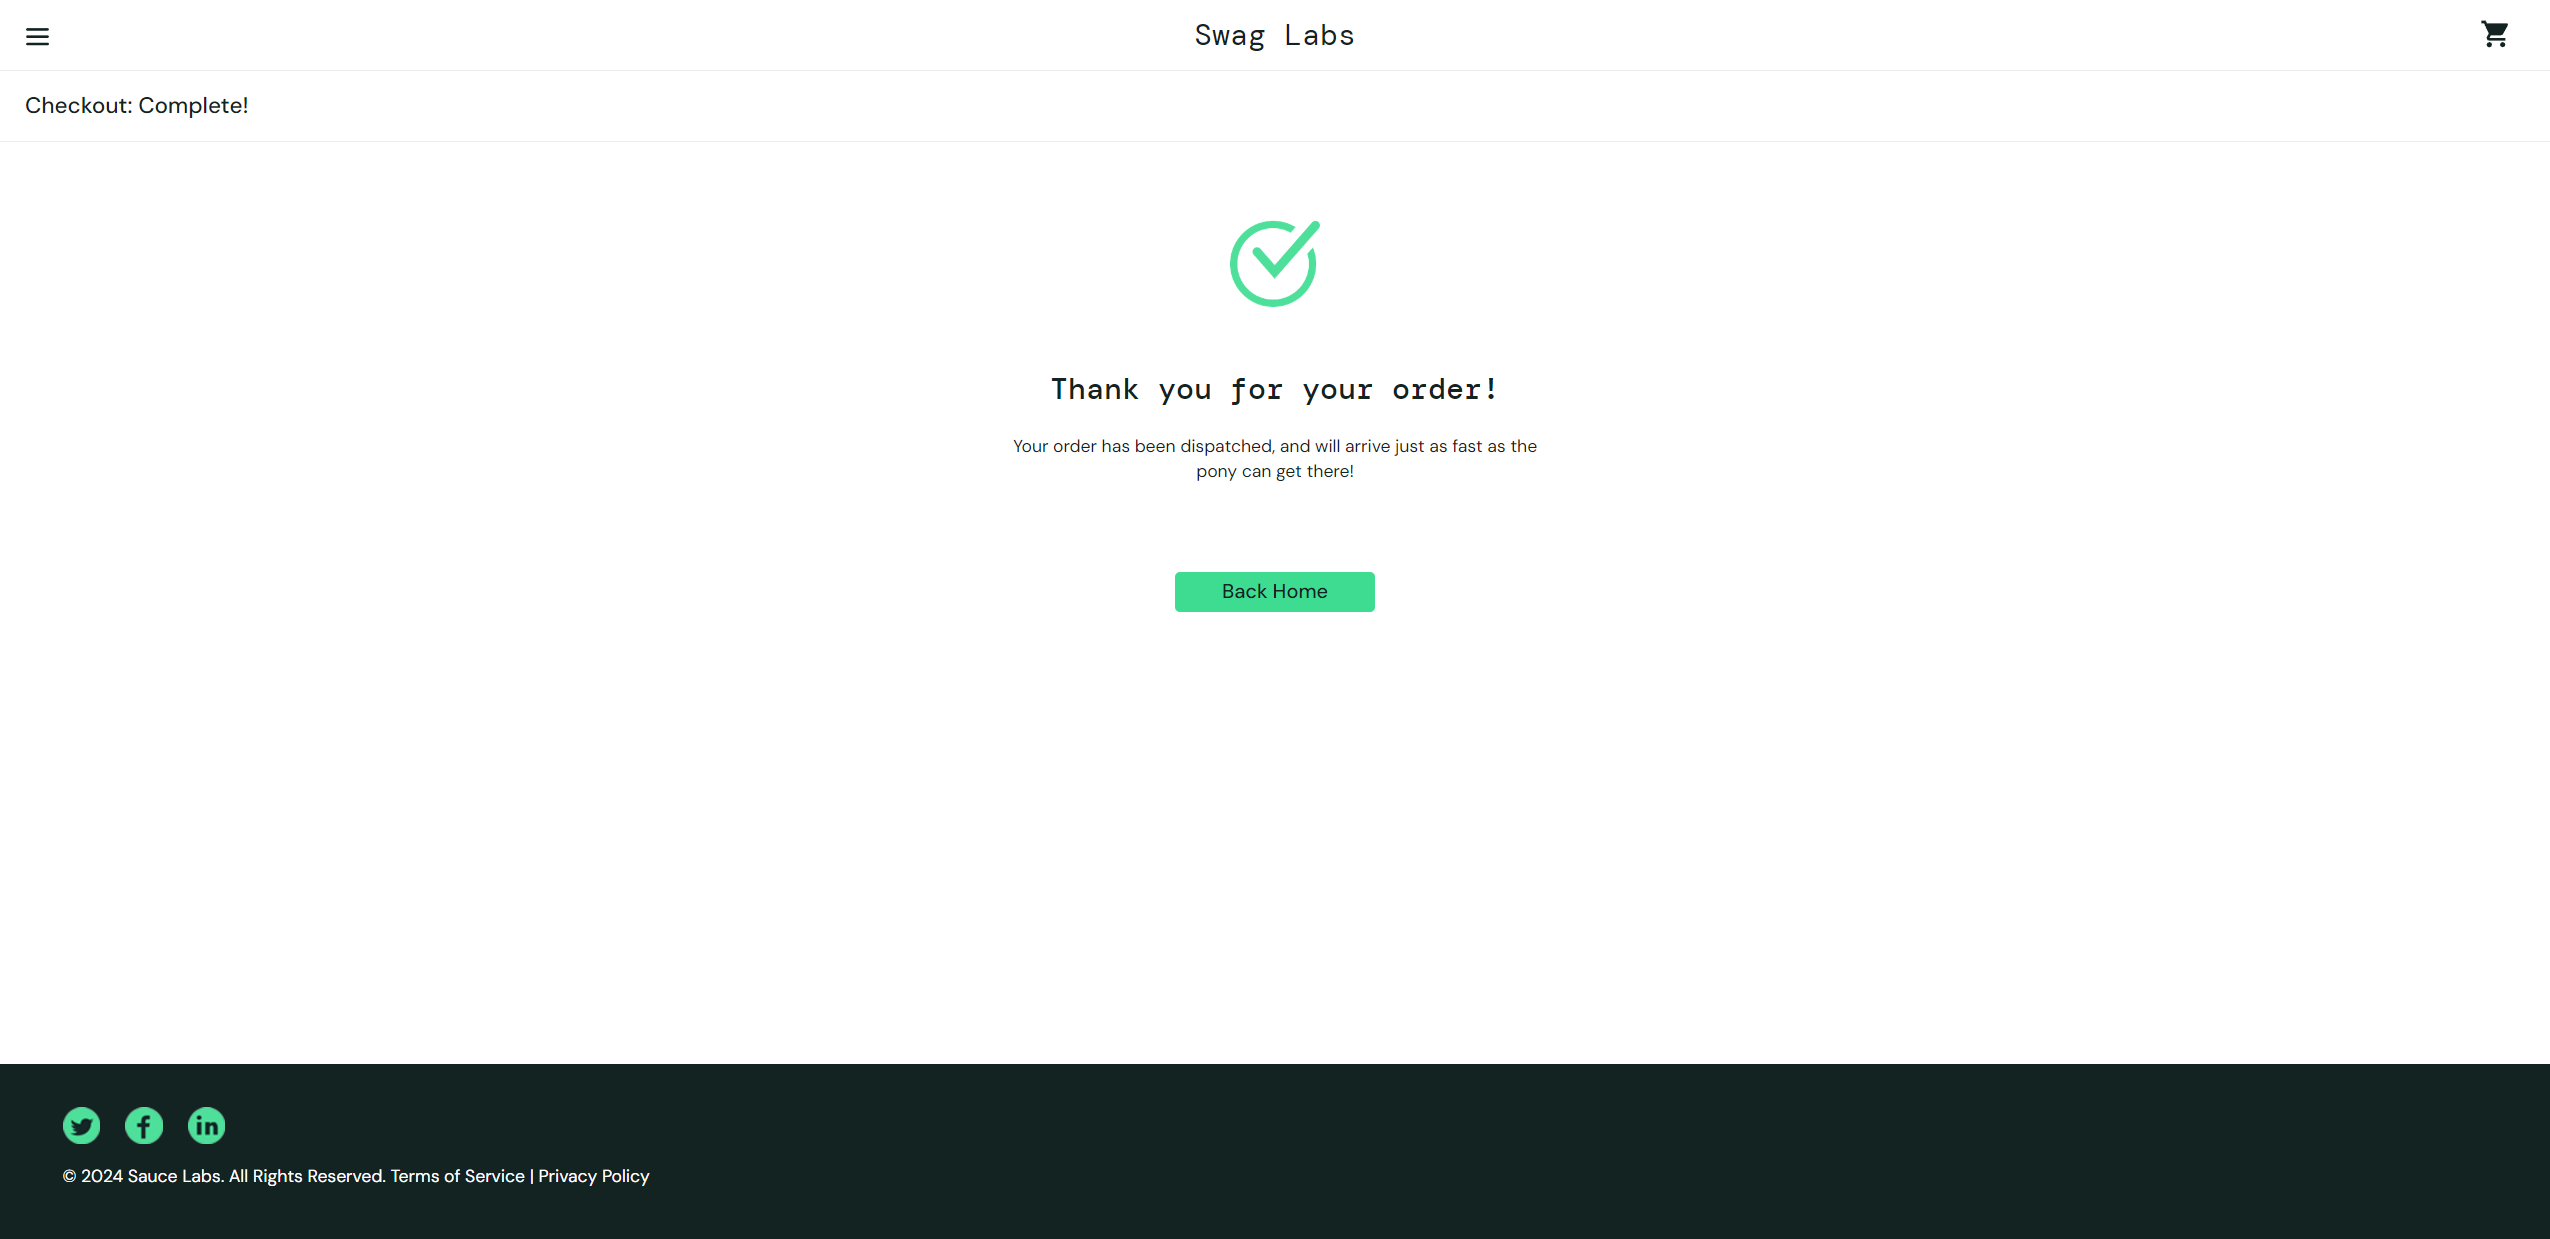 Swag Labs
Checkout: Complete!
Thank you for your order!
Your order has been dispatched, and will arrive just as fast as the
pony can get there!
Back Home
© 2024 Sauce Labs. All Rights Reserved. Terms of Service | Privacy Policy